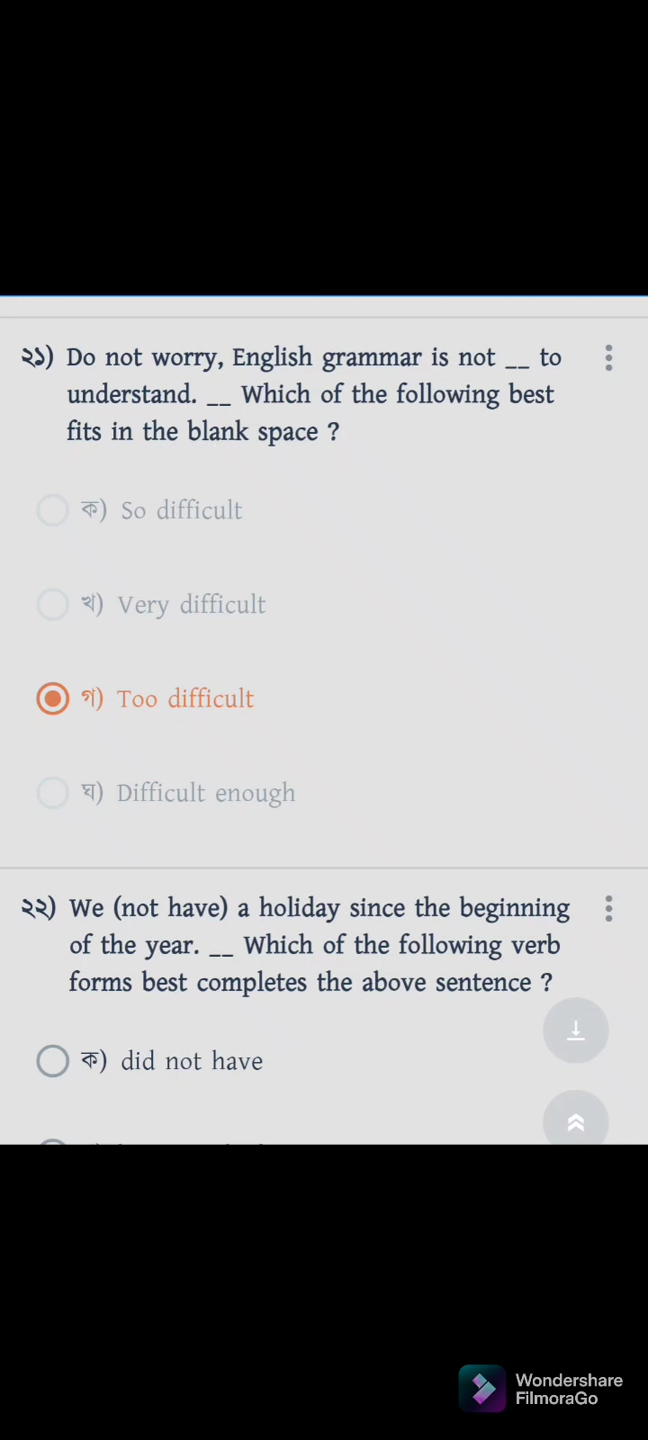 ২১) Do not worry, English grammar is not __ to
understand. __ Which of the following best
fits in the blank space ?
ক) So difficult
খ) Very difficult
গ) Too difficult
ঘ) Difficult enough
২২) We (not have) a holiday since the beginning
of the year. __ Which of the following verb
forms best completes the above sentence ?
ক) did not have
Wondershare
FilmoraGo